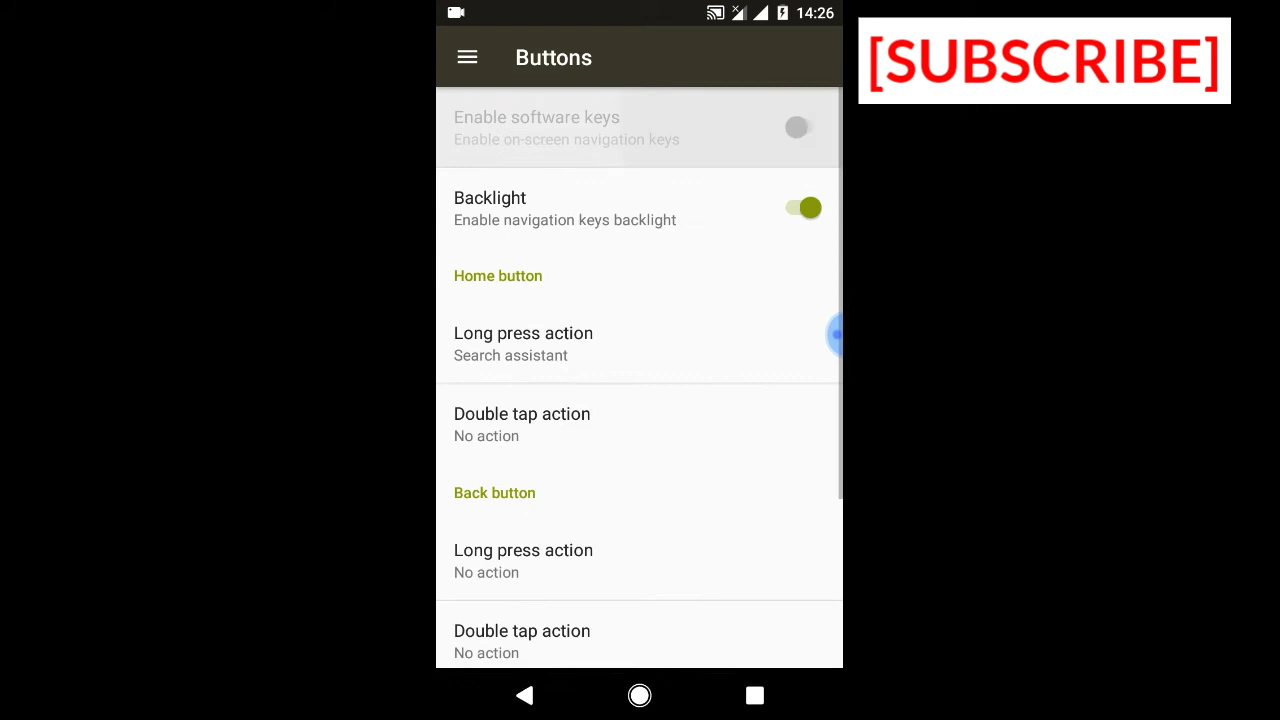 14:26
Buttons
[SUBSCRIBE]
Enable software keys
Enable on-screen navigation keys
Backlight
Enable navigation keys backlight
Home button
Long press action
Search assistant
Double tap action
No action
Back button
Long press action
No action
Double tap action
No action